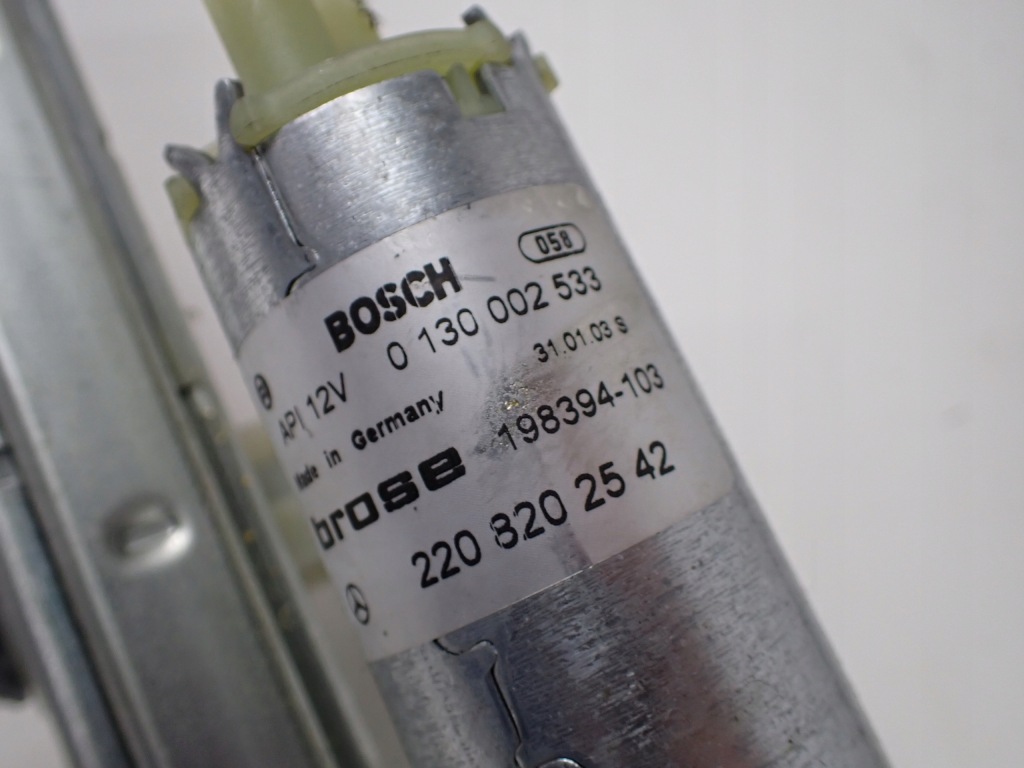 058
BOSCH
0 130 002 533
API 12V
31.01.03 S
Made in Germany
198394-103
brose
220 820 25 42